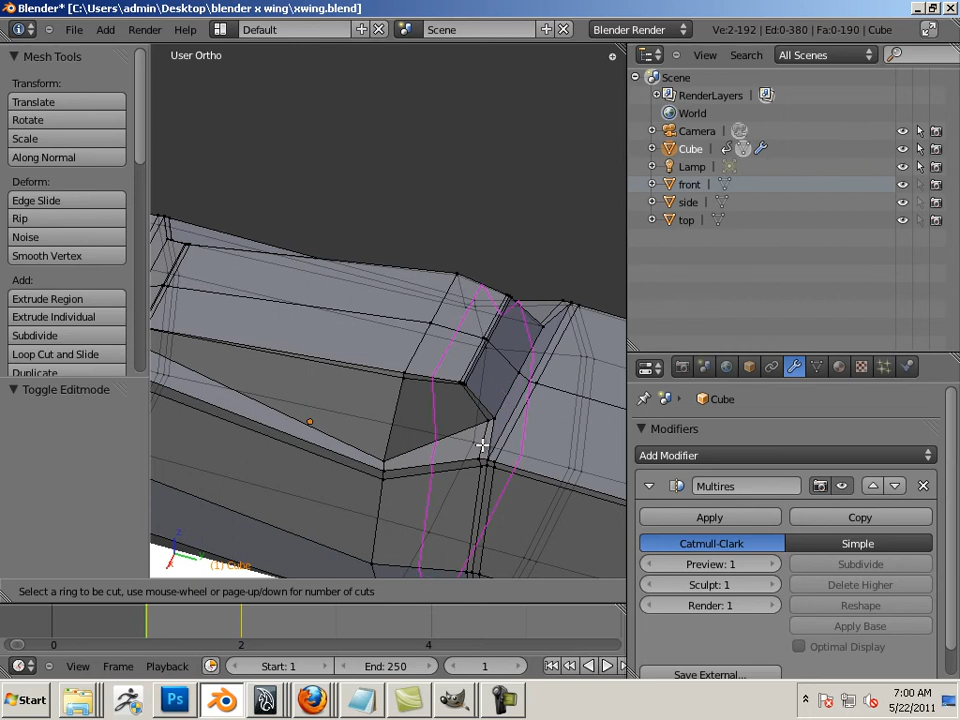 Blender* [C:\Users\admin\Desktop\blender x wing\xwing.blend]
File Add Render Help Default Scene Blender Render Ve:2-192 | Ed:0-380 | Fa:0-190 | Cube
Mesh Tools
Transform:
Translate
Rotate
Scale
Along Normal
Deform:
Edge Slide
Rip
Noise
Smooth Vertex
Add:
Extrude Region
Extrude Individual
Subdivide
Loop Cut and Slide
Duplicate
Toggle Editmode
User Ortho
(1) Cube
Select a ring to be cut, use mouse-wheel or page-up/down for number of cuts
View Search All Scenes
Scene
RenderLayers
World
Camera
Cube
Lamp
front
side
top
Cube
Modifiers
Add Modifier
Multires
Apply Copy
Catmull-Clark Simple
Preview: 1 Subdivide
Sculpt: 1 Delete Higher
Render: 1 Reshape
Apply Base
Optimal Display
Save External...
0 2 4
View Frame Playback Start: 1 End: 250 1
Start Ps 7:00 AM
5/22/2011